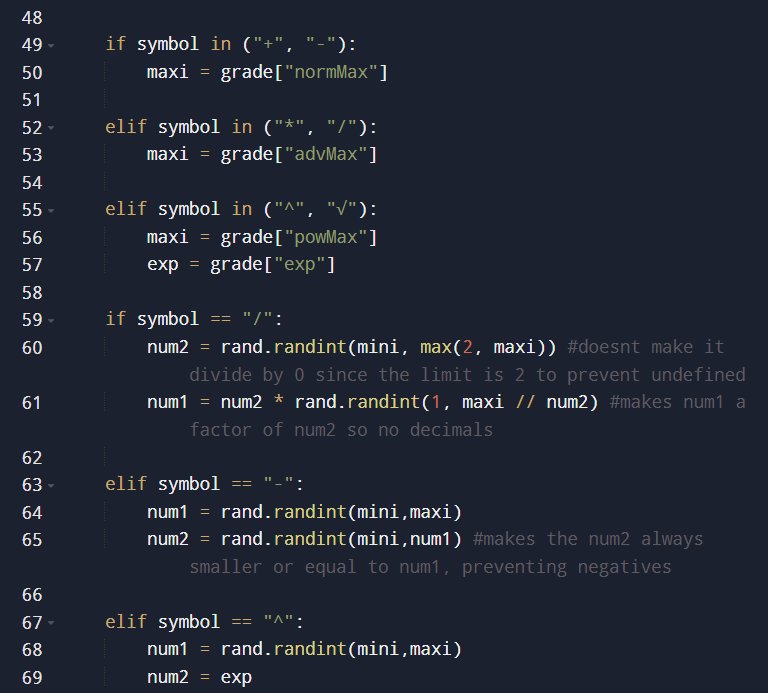 48
49 if symbol in ("+", "-"):
50 maxi = grade["normMax"]
51
52 elif symbol in ("*", "/"):
53 maxi = grade["advMax"]
54
55 elif symbol in ("^", "√"):
56 maxi = grade["powMax"]
57 exp = grade["exp"]
58
59 if symbol == "/":
60 num2 = rand.randint(mini, max(2, maxi)) #doesnt make it
divide by 0 since the limit is 2 to prevent undefined
61 num1 = num2 * rand.randint(1, maxi // num2) #makes num1 a
factor of num2 so no decimals
62
63 elif symbol == "-":
64 num1 = rand.randint(mini,maxi)
65 num2 = rand.randint(mini,num1) #makes the num2 always
smaller or equal to num1, preventing negatives
66
67 elif symbol == "^":
68 num1 = rand.randint(mini,maxi)
69 num2 = exp